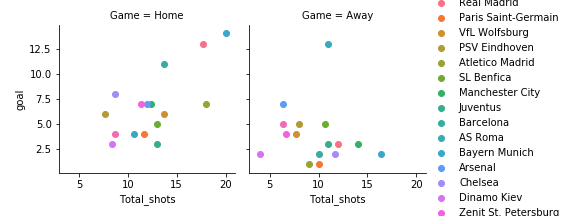 Game = Home
Game = Away
goal
12.5
10.0
7.5
5.0
2.5
5
10
15
20
5
10
15
20
Total_shots
Total_shots
Real Madrid
Paris Saint-Germain
VfL Wolfsburg
PSV Eindhoven
Atletico Madrid
SL Benfica
Manchester City
Juventus
Barcelona
AS Roma
Bayern Munich
Arsenal
Chelsea
Dinamo Kiev
Zenit St. Petersburg